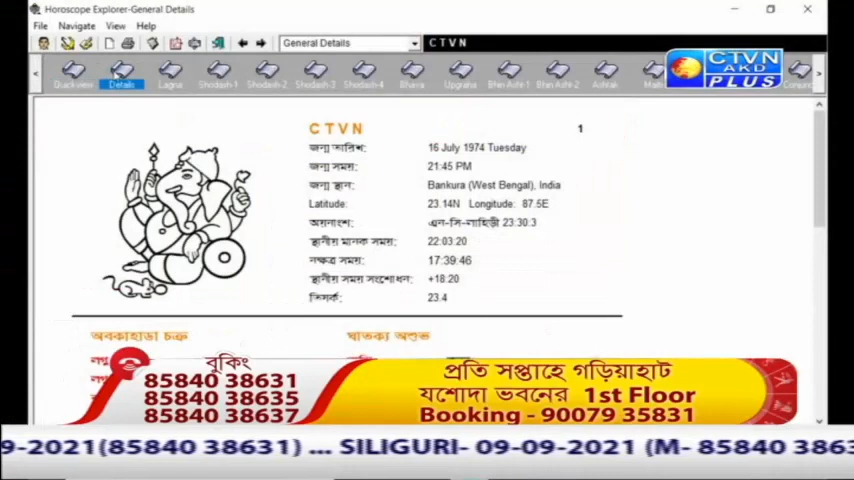 Horoscope Explorer-General Details
File Navigate View Help
General Details
CTVN
CTVN
AKD
PLUS
Quickview Details Lagna Shodash-1 Shodash-2 Shodash-3 Shodash-4 Bhava Upgraha Bhin Asht-1 Bhin Asht-2 Ashtak
CTVN
1
জন্ম তারিখ: 16 July 1974 Tuesday
জন্ম সময়: 21:45 PM
জন্ম স্থান: Bankura (West Bengal), India
Latitude: 23.14N Longitude: 87.5E
অয়নাংশ: এন-সি-লাহিড়ী 23:30:3
স্থানীয় মানক সময়: 22:03:20
নক্ষত্র সময়: 17:39:46
স্থানীয় সময় সংশোধন: +18:20
23.4
অবকাহাডা চক্র ঘাতক্য অশুভ
বুকিং
85840 38631
85840 38635
85840 38637
প্রতি সপ্তাহে গড়িয়াহাট
যশোদা ভবনের 1st Floor
Booking - 90079 35831
9-2021(85840 38631) ... SILIGURI- 09-09-2021 (M- 85840 3863